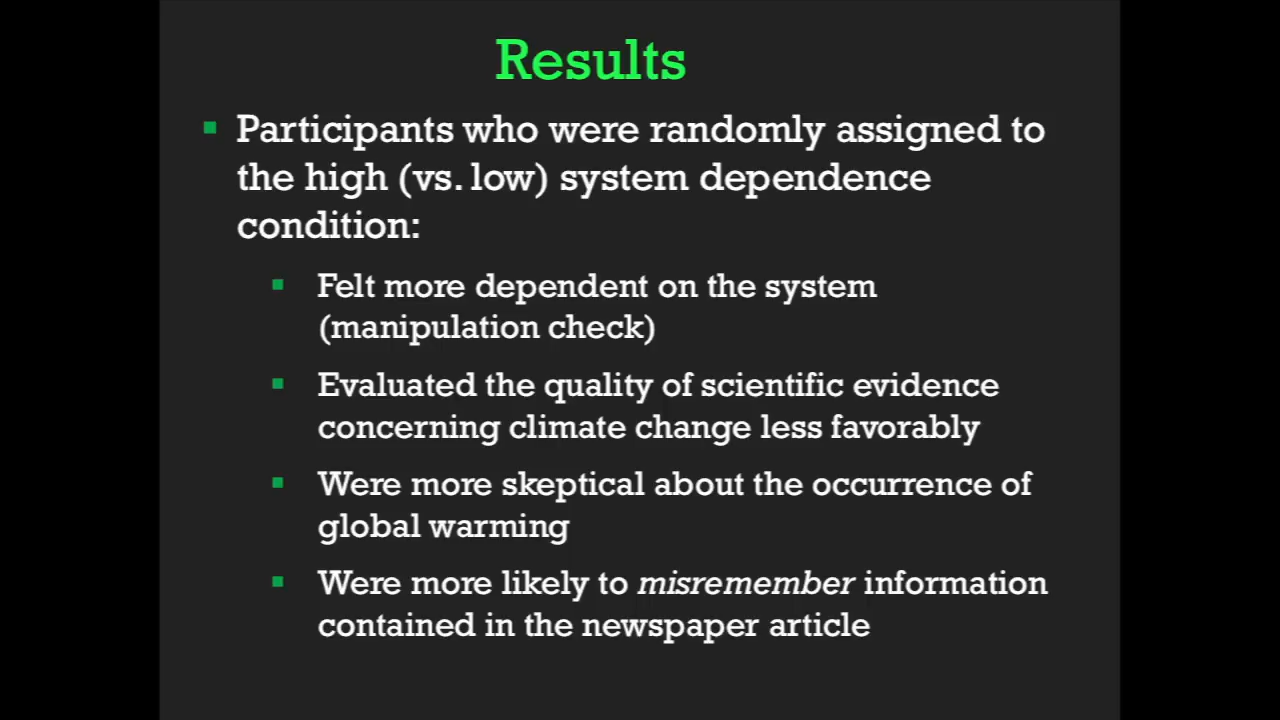 Results
Participants who were randomly assigned to
the high (vs. low) system dependence
condition:
Felt more dependent on the system
(manipulation check)
Evaluated the quality of scientific evidence
concerning climate change less favorably
Were more skeptical about the occurrence of
global warming
Were more likely to misremember information
contained in the newspaper article